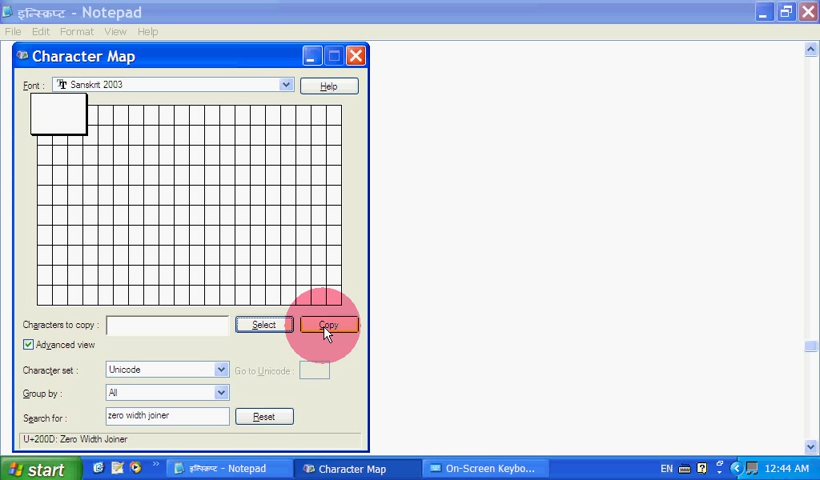 इन्स्क्रिप्ट - Notepad
File Edit Format View Help
Character Map
Font : Sanskrit 2003 Help
Characters to copy : Select Copy
Advanced view
Character set : Unicode Go to Unicode :
Group by : All
Search for : zero width joiner Reset
U+200D: Zero Width Joiner
start इन्स्क्रिप्ट - Notepad Character Map On-Screen Keybo... EN 12:44 AM